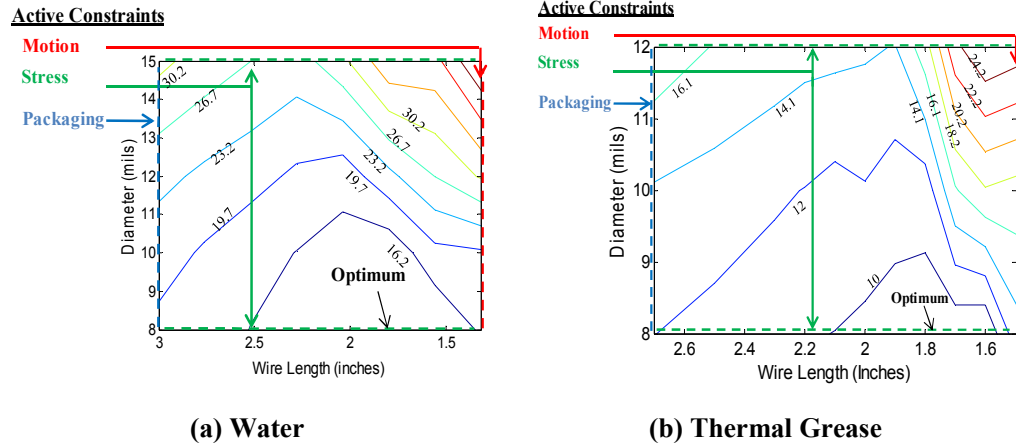 Active Constraints
Motion
Stress
Packaging
15
14
13
12
11
10
9
8
Diameter (mils)
30.2
26.7
23.2
19.7
30.2
26.7
23.2
19.7
16.2
Optimum
3
2.5
2
1.5
Wire Length (inches)
(a) Water
Active Constraints
Motion
Stress
Packaging
12
11
10
9
8
Diameter (mils)
16.1
14.1
12
14.1
16.1
18.2
20.2
22.2
24.2
10
Optimum
2.6
2.4
2.2
2
1.8
1.6
Wire Length (Inches)
(b) Thermal Grease